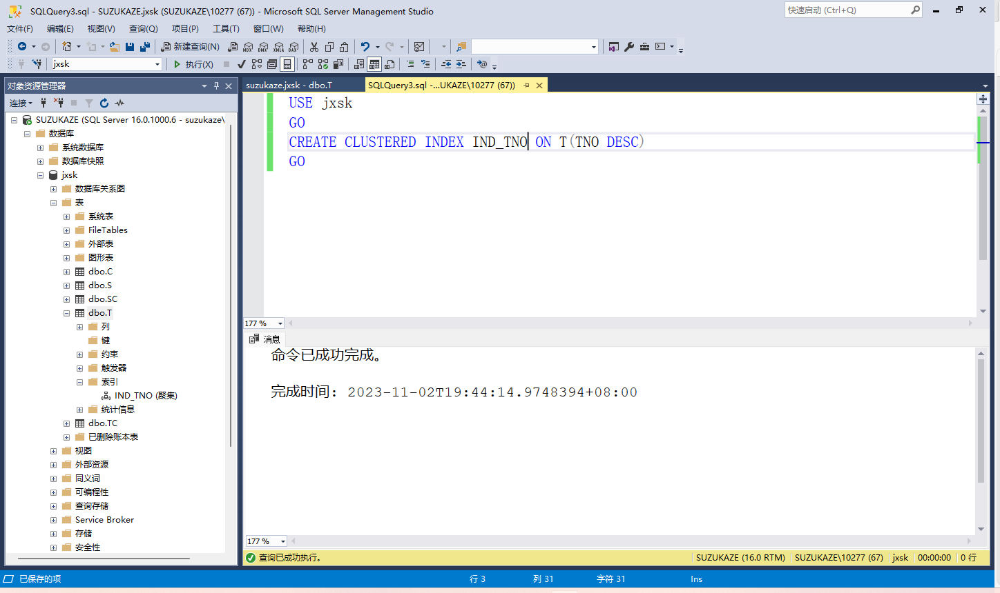 SQLQuery3.sql - SUZUKAZE.jxsk (SUZUKAZE\10277 (67)) - Microsoft SQL Server Management Studio
快速启动 (Ctrl+Q)
文件(F) 编辑(E) 视图(V) 查询(Q) 项目(P) 工具(T) 窗口(W) 帮助(H)
新建查询(N) MDX DMX XMLA DAX
jxsk 执行(X)
对象资源管理器
连接
SUZUKAZE (SQL Server 16.0.1000.6 - suzukaze\
数据库
系统数据库
数据库快照
jxsk
数据库关系图
表
系统表
FileTables
外部表
图形表
dbo.C
dbo.S
dbo.SC
dbo.T
列
键
约束
触发器
索引
IND_TNO (聚集)
统计信息
dbo.TC
已删除账本表
视图
外部资源
同义词
可编程性
查询存储
Service Broker
存储
安全性
suzukaze.jxsk - dbo.T
SQLQuery3.sql -...UKAZE\10277 (67))
USE jxsk
GO
CREATE CLUSTERED INDEX IND_TNO ON T(TNO DESC)
GO
177 %
消息
命令已成功完成。
完成时间: 2023-11-02T19:44:14.9748394+08:00
177 %
查询已成功执行。 SUZUKAZE (16.0 RTM) SUZUKAZE\10277 (67) jxsk 00:00:00 0 行
已保存的项 行 3 列 31 字符 31 Ins